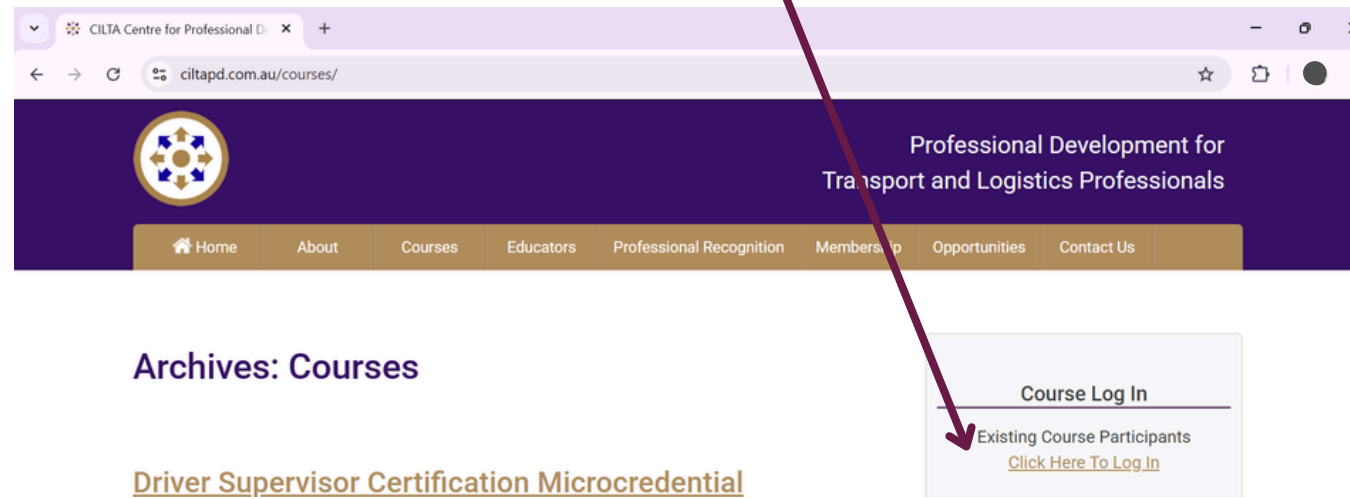 CILTA Centre for Professional D
ciltapd.com.au/courses/
Professional Development for
Transport and Logistics Professionals
Home About Courses Educators Professional Recognition Membership Opportunities Contact Us
Archives: Courses
Course Log In
Existing Course Participants
Click Here To Log In
Driver Supervisor Certification Microcredential